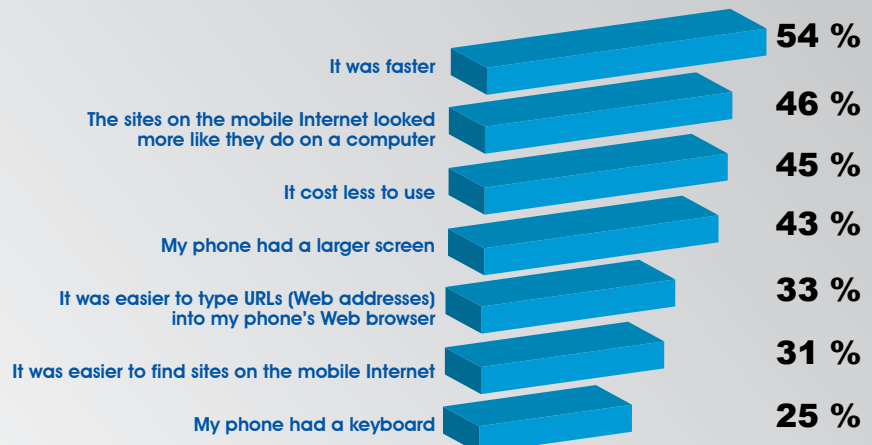 It was faster 54 %
The sites on the mobile Internet looked
more like they do on a computer 46 %
It cost less to use 45 %
My phone had a larger screen 43 %
It was easier to type URLs (Web addresses)
into my phone's Web browser 33 %
It was easier to find sites on the mobile Internet 31 %
My phone had a keyboard 25 %